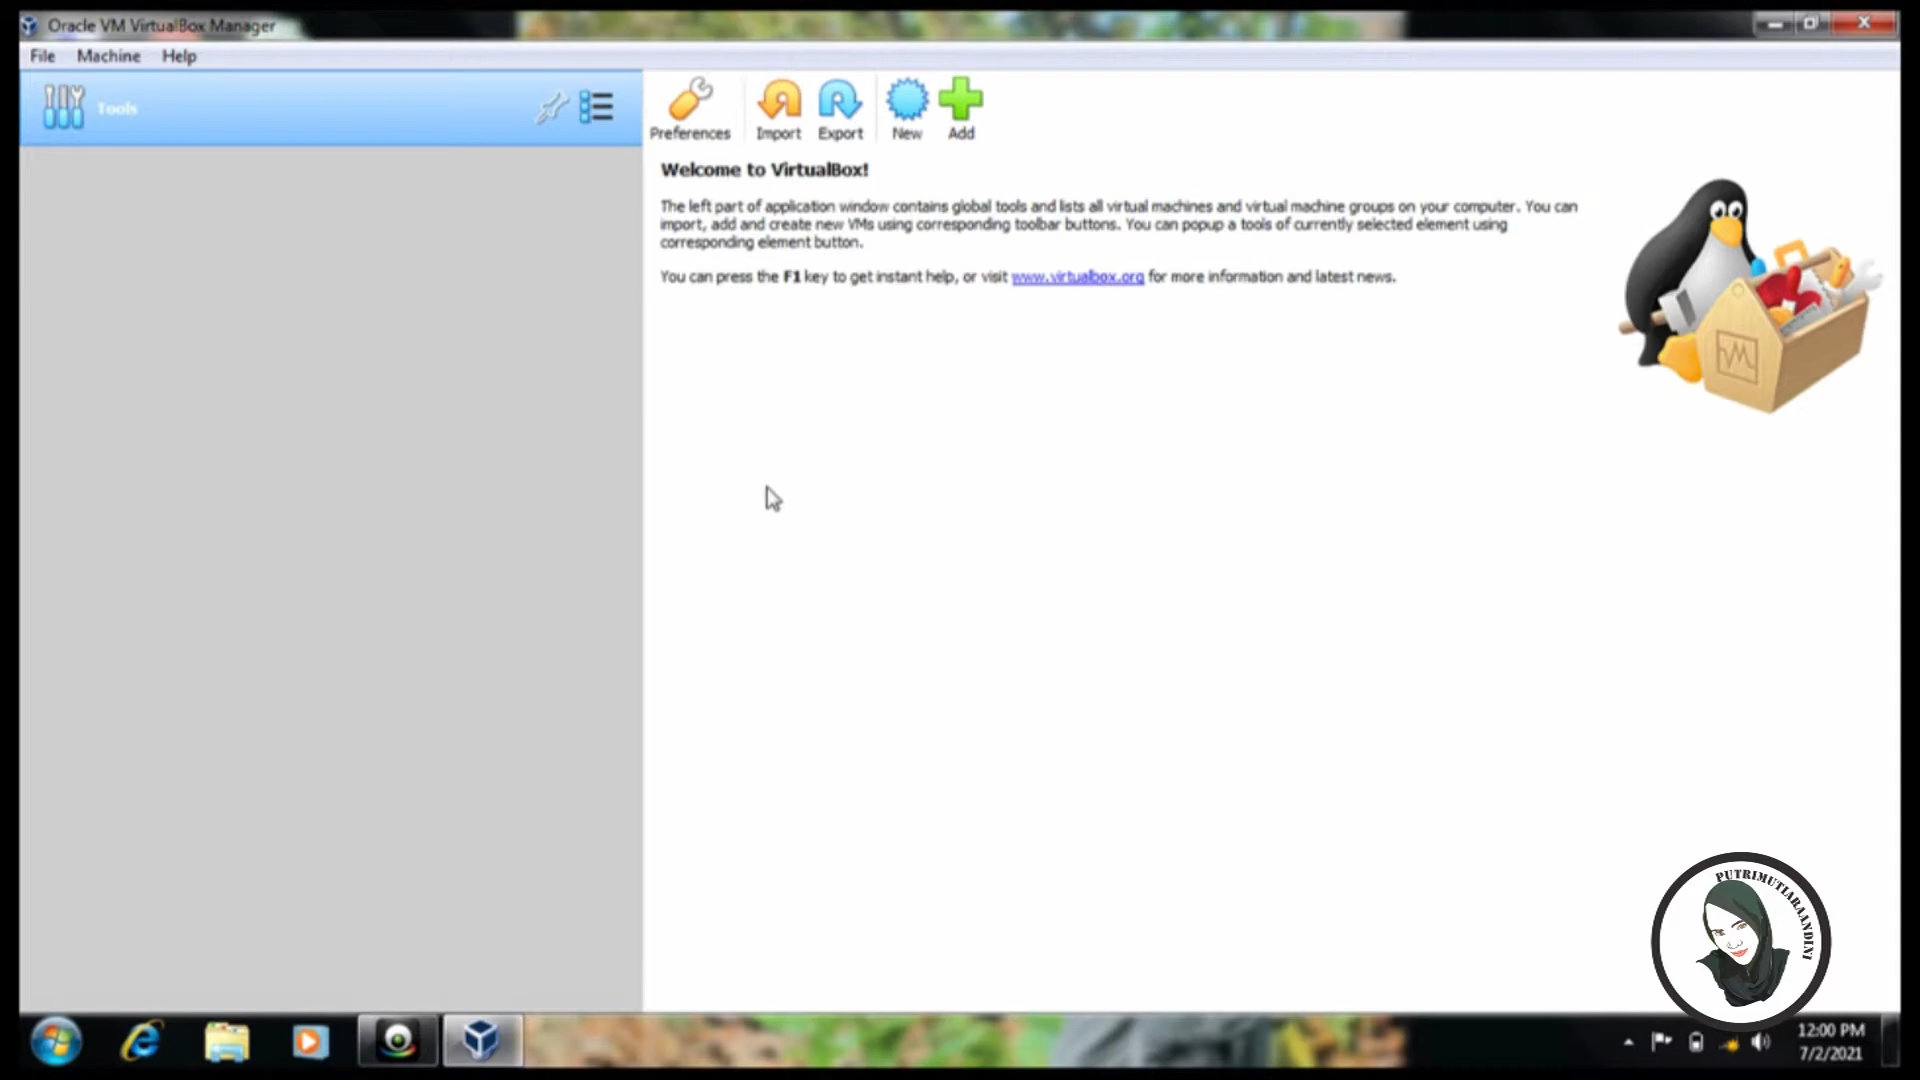 Oracle VM VirtualBox Manager
File Machine Help
Tools
Preferences Import Export New Add
Welcome to VirtualBox!
The left part of application window contains global tools and lists all virtual machines and virtual machine groups on your computer. You can
import, add and create new VMs using corresponding toolbar buttons. You can popup a tools of currently selected element using
corresponding element button.
You can press the F1 key to get instant help, or visit www.virtualbox.org for more information and latest news.
PUTRIMUTIARAANDINI
12:00 PM
7/2/2021